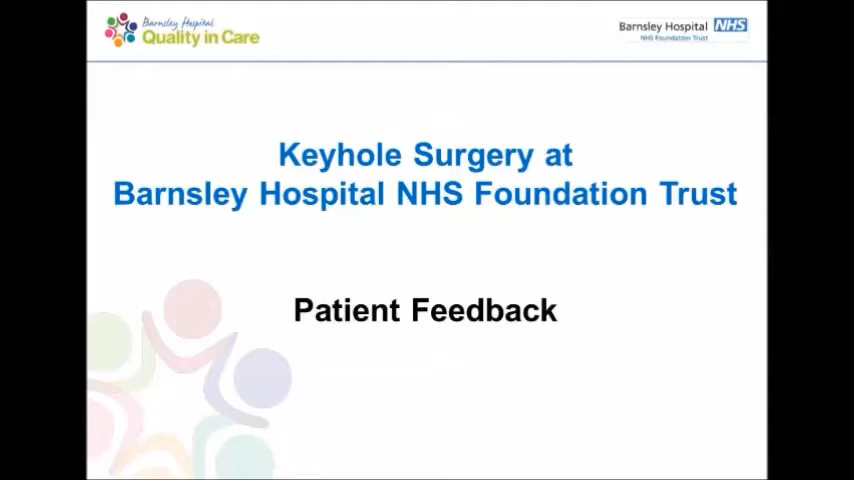 Barnsley Hospital
Quality in Care
Barnsley Hospital NHS
NHS Foundation Trust
Keyhole Surgery at
Barnsley Hospital NHS Foundation Trust
Patient Feedback